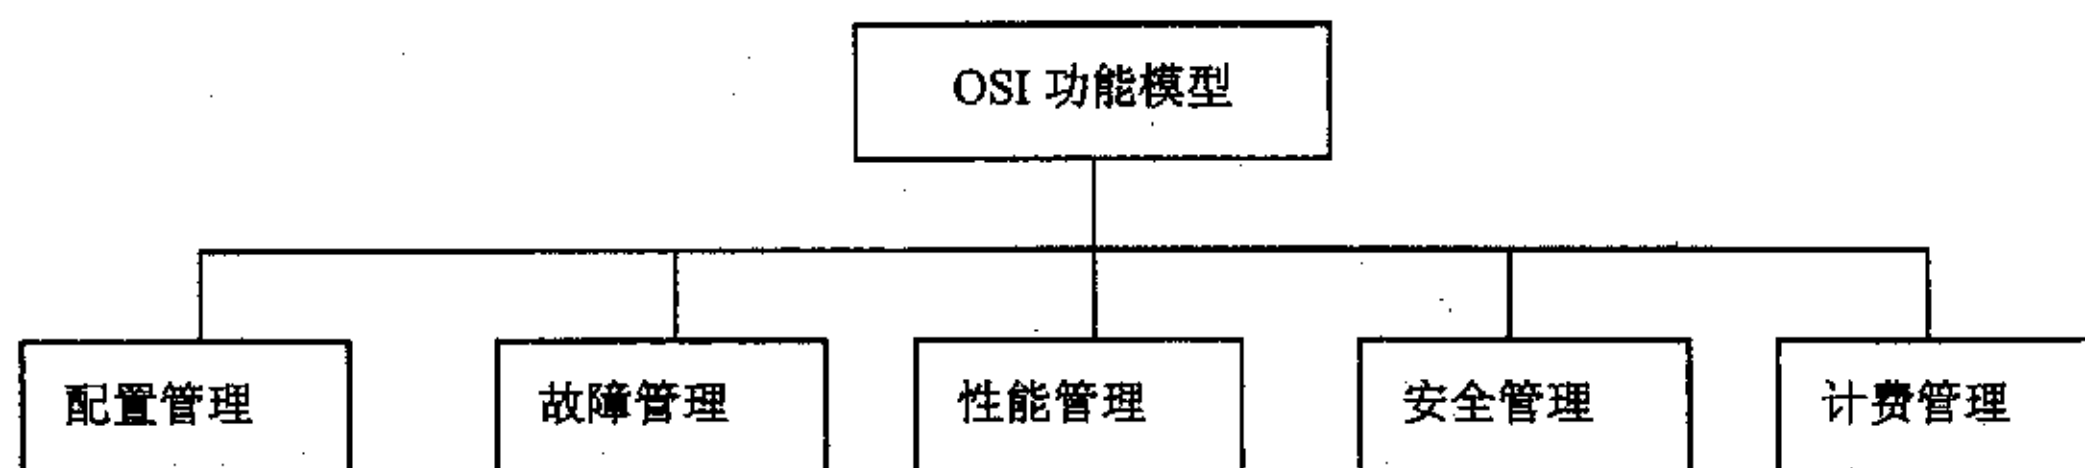 OSI 功能模型
配置管理
故障管理
性能管理
安全管理
计费管理